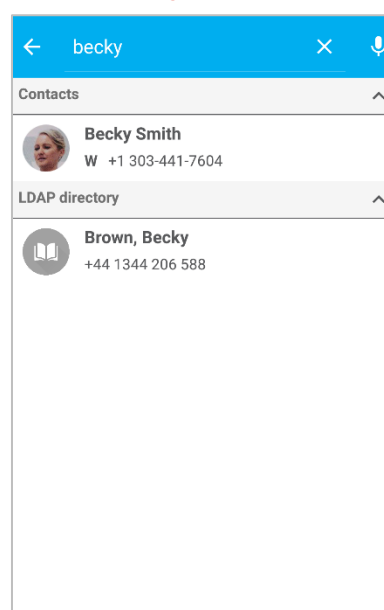 becky
Contacts
Becky Smith
W +1 303-441-7604
LDAP directory
Brown, Becky
+44 1344 206 588